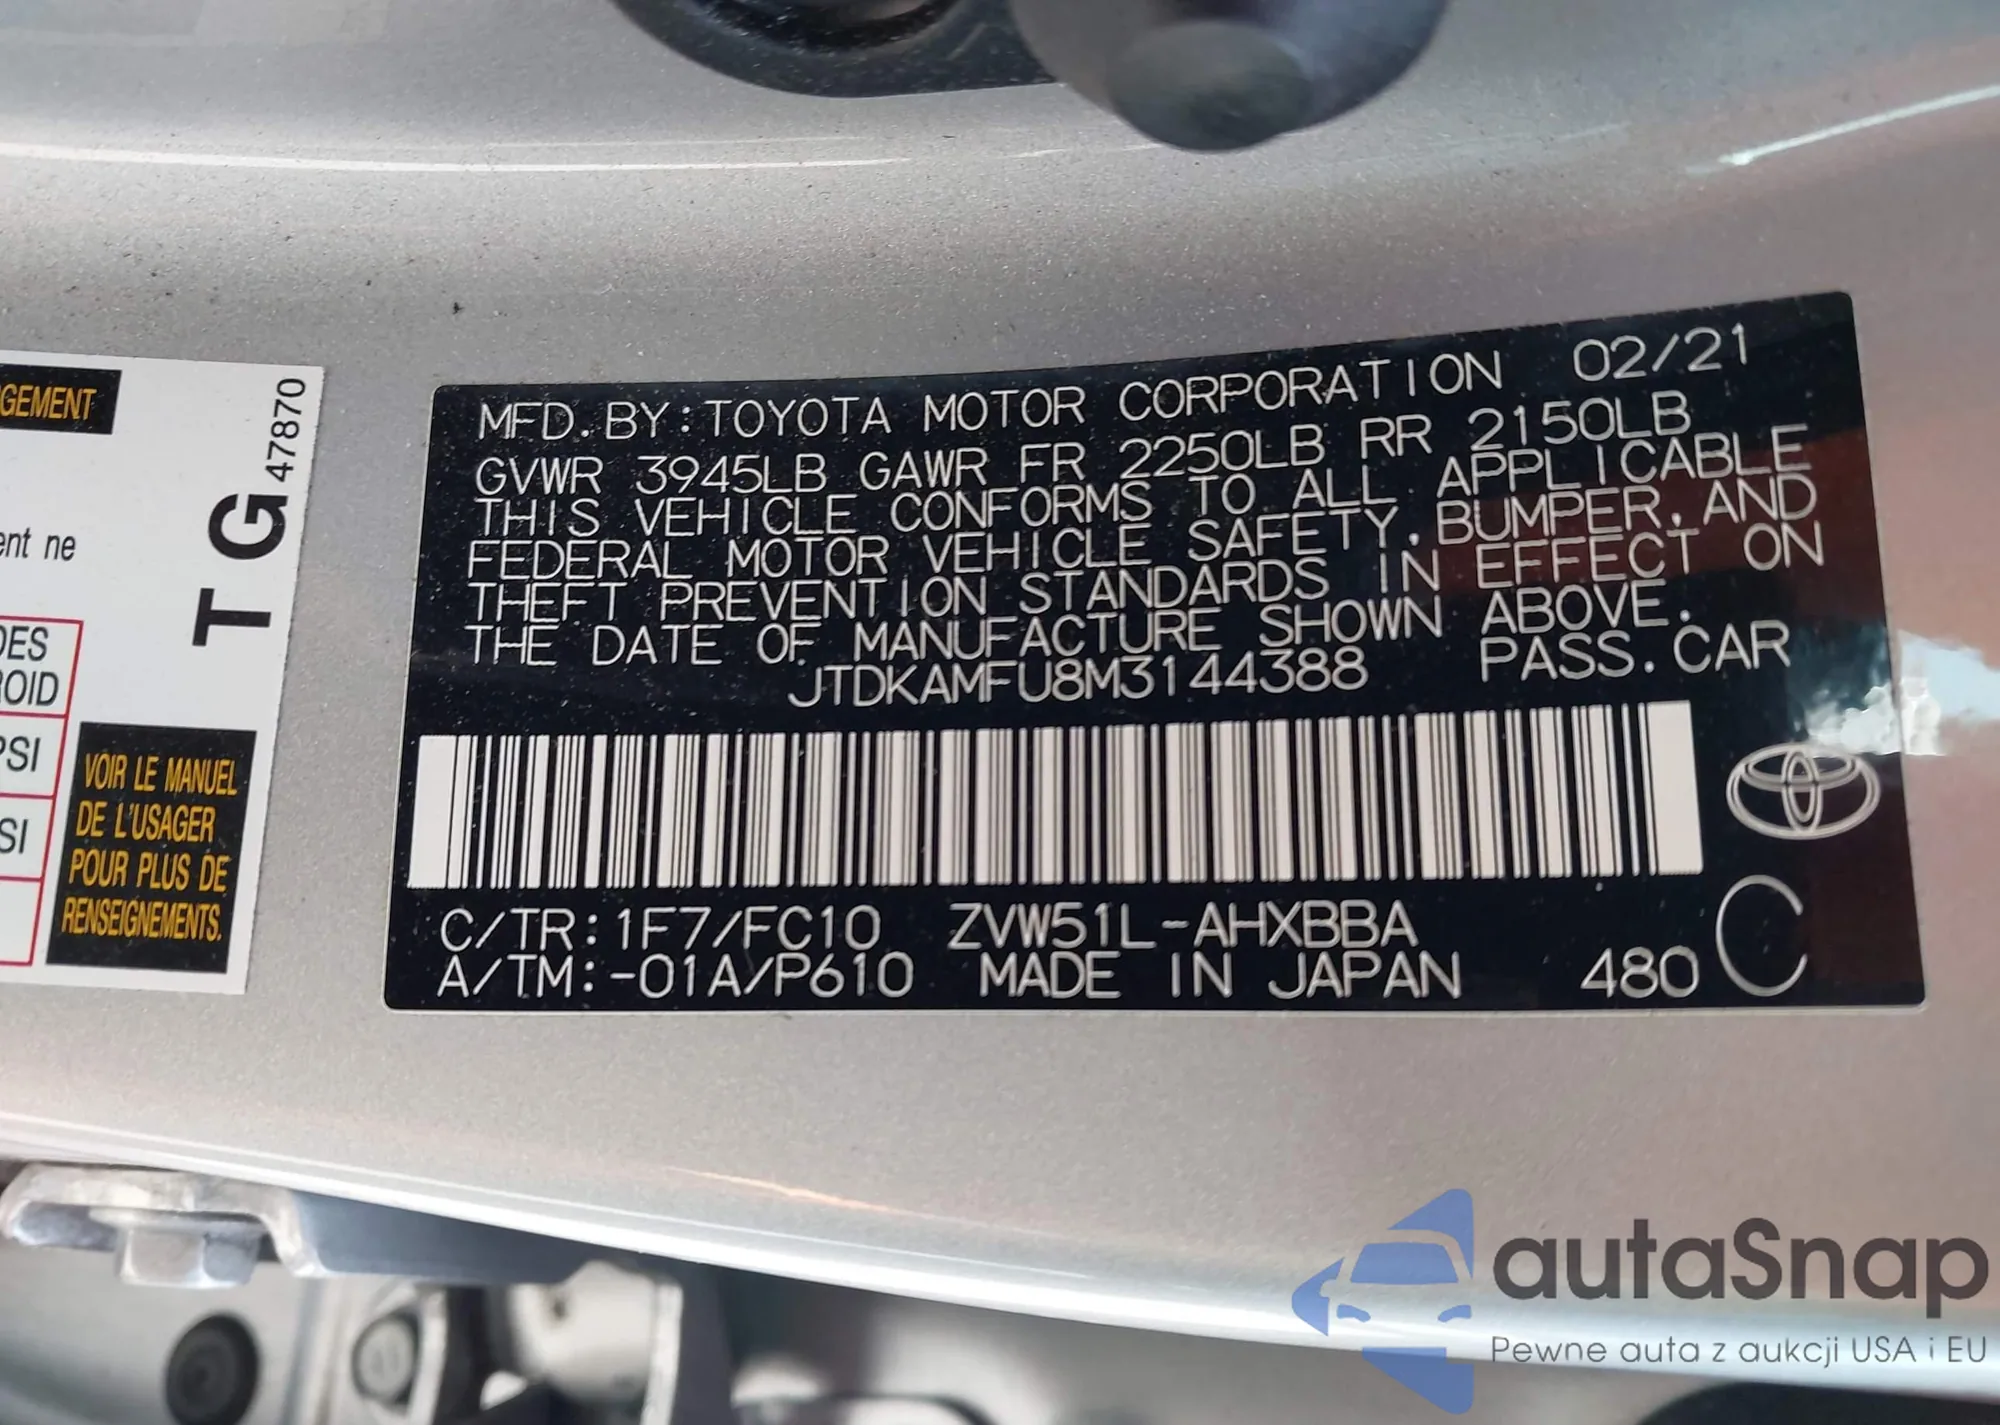 GEMENT
ent ne
DES
ROID
PSI
SI
VOIR LE MANUEL
DE L'USAGER
POUR PLUS DE
RENSEIGNEMENTS.
T G 47870
MFD. BY: TOYOTA MOTOR CORPORATION 02/21
GVWR 3945LB GAWR FR 2250LB RR 2150LB
THIS VEHICLE CONFORMS TO ALL APPLICABLE
FEDERAL MOTOR VEHICLE SAFETY, BUMPER, AND
THEFT PREVENTION STANDARDS IN EFFECT ON
THE DATE OF MANUFACTURE SHOWN ABOVE.
JTDKAMFU8M3144388 PASS. CAR
C/TR: 1F7/FC10 ZVW51L-AHXBBA
A/TM: -01A/P610 MADE IN JAPAN 480 C
autaSnap
Pewne auta z aukcji USA i EU